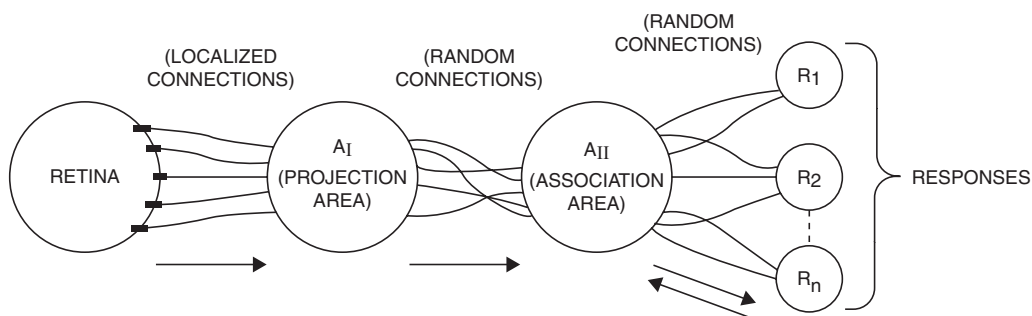 (LOCALIZED
CONNECTIONS)
(RANDOM
CONNECTIONS)
(RANDOM
CONNECTIONS)
RETINA
AI
(PROJECTION
AREA)
AII
(ASSOCIATION
AREA)
R1
R2
Rn
RESPONSES